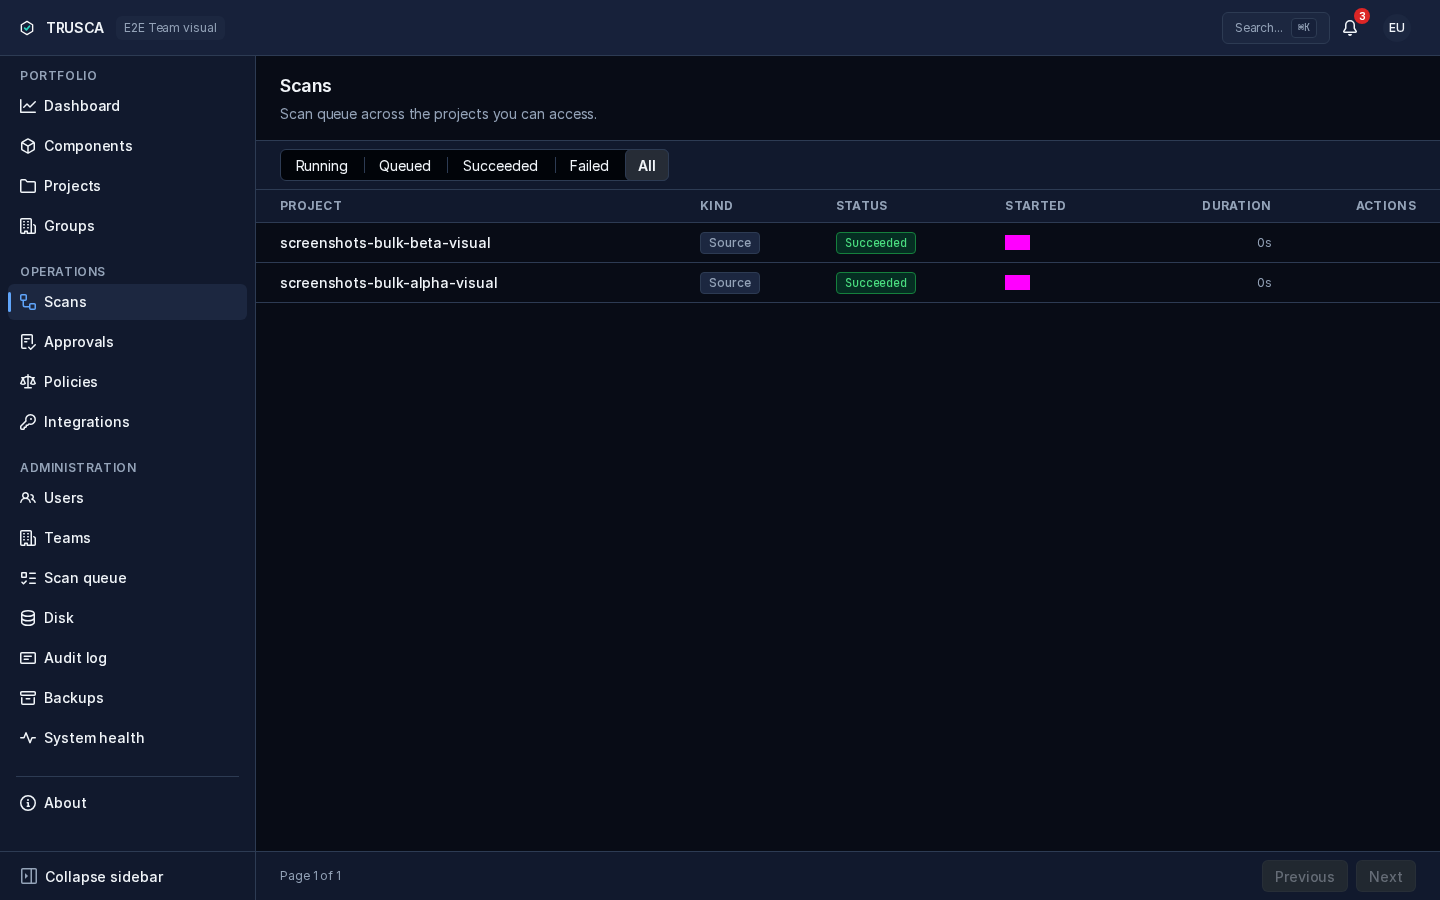 TRUSCA
E2E Team visual
Search...
⌘K
3
EU
PORTFOLIO
Dashboard
Components
Projects
Groups
OPERATIONS
Scans
Approvals
Policies
Integrations
ADMINISTRATION
Users
Teams
Scan queue
Disk
Audit log
Backups
System health
About
Collapse sidebar
Scans
Scan queue across the projects you can access.
Running Queued Succeeded Failed All
PROJECT KIND STATUS STARTED DURATION ACTIONS
screenshots-bulk-beta-visual Source Succeeded 0s
screenshots-bulk-alpha-visual Source Succeeded 0s
Page 1 of 1
Previous Next